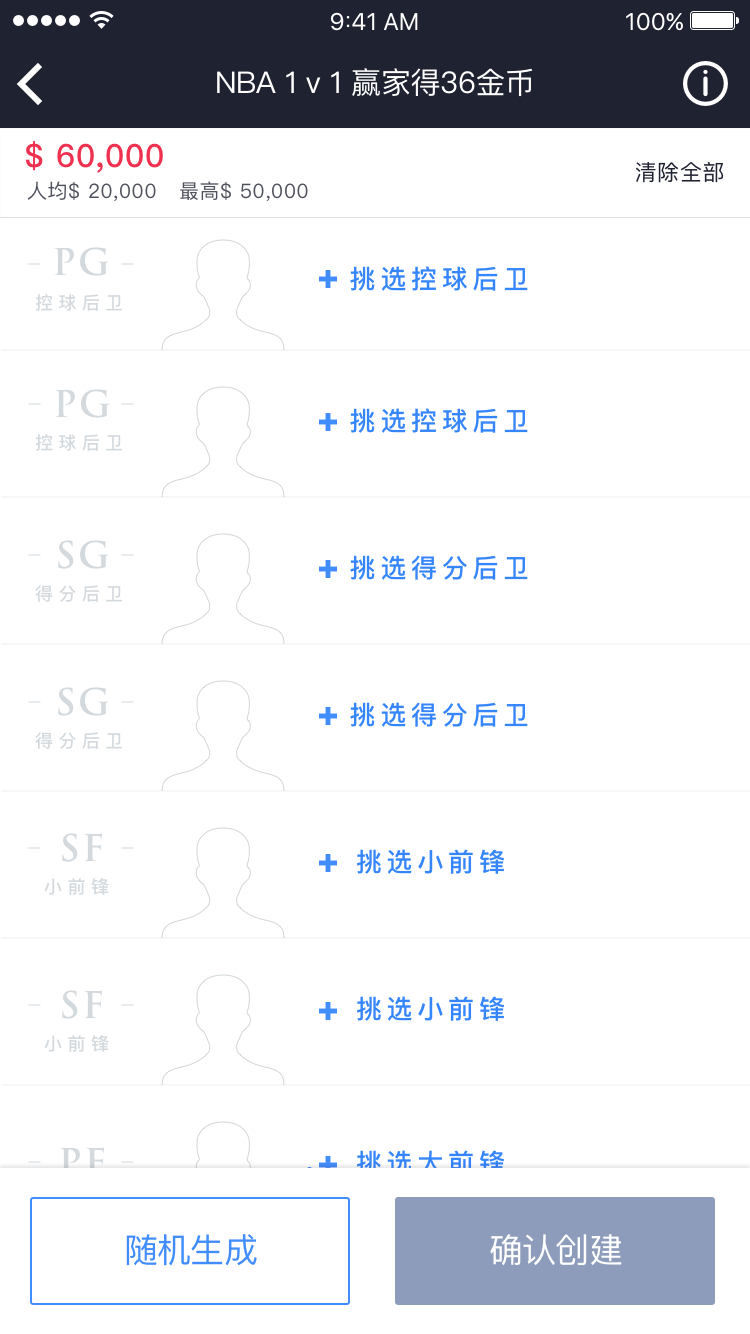 9:41 AM 100%
NBA 1 v 1 赢家得36金币
$ 60,000
人均$ 20,000 最高$ 50,000
清除全部
- PG -
控球后卫
+ 挑选控球后卫
- PG -
控球后卫
+ 挑选控球后卫
- SG -
得分后卫
+ 挑选得分后卫
- SG -
得分后卫
+ 挑选得分后卫
- SF -
小前锋
+ 挑选小前锋
- SF -
小前锋
+ 挑选小前锋
- PF -
+ 挑选大前锋
随机生成
确认创建